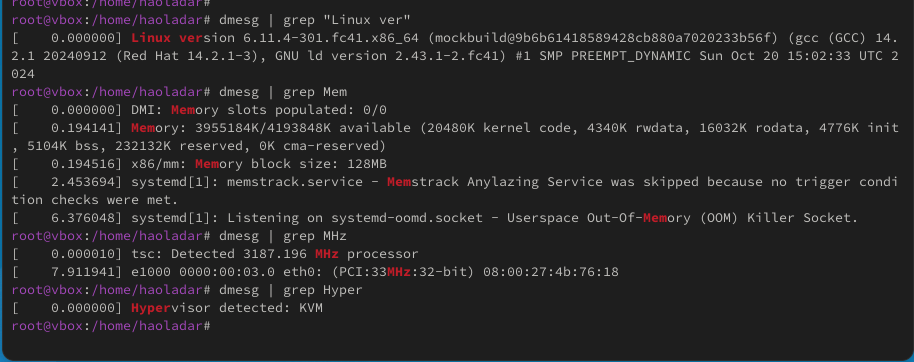 root@vbox:/home/haoladar#
root@vbox:/home/haoladar# dmesg | grep "Linux ver"
[    0.000000] Linux version 6.11.4-301.fc41.x86_64 (mockbuild@9b6b61418589428cb880a7020233b56f) (gcc (GCC) 14.
2.1 20240912 (Red Hat 14.2.1-3), GNU ld version 2.43.1-2.fc41) #1 SMP PREEMPT_DYNAMIC Sun Oct 20 15:02:33 UTC 2
024
root@vbox:/home/haoladar# dmesg | grep Mem
[    0.000000] DMI: Memory slots populated: 0/0
[    0.194141] Memory: 3955184K/4193848K available (20480K kernel code, 4340K rwdata, 16032K rodata, 4776K init
, 5104K bss, 232132K reserved, 0K cma-reserved)
[    0.194516] x86/mm: Memory block size: 128MB
[    2.453694] systemd[1]: memstrack.service - Memstrack Anylazing Service was skipped because no trigger condi
tion checks were met.
[    6.376048] systemd[1]: Listening on systemd-oomd.socket - Userspace Out-Of-Memory (OOM) Killer Socket.
root@vbox:/home/haoladar# dmesg | grep MHz
[    0.000010] tsc: Detected 3187.196 MHz processor
[    7.911941] e1000 0000:00:03.0 eth0: (PCI:33MHz:32-bit) 08:00:27:4b:76:18
root@vbox:/home/haoladar# dmesg | grep Hyper
[    0.000000] Hypervisor detected: KVM
root@vbox:/home/haoladar#